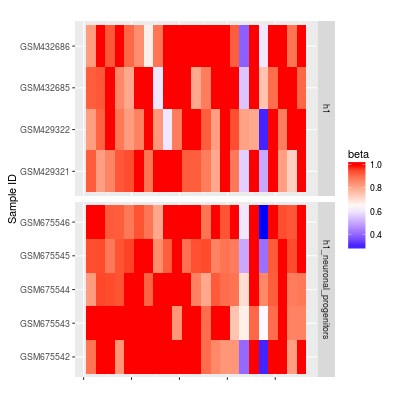 Sample ID
GSM432686
GSM432685
GSM429322
GSM429321
h1
GSM675546
GSM675545
GSM675544
GSM675543
GSM675542
h1_neuronal_progenitors
beta
1.0
0.8
0.6
0.4